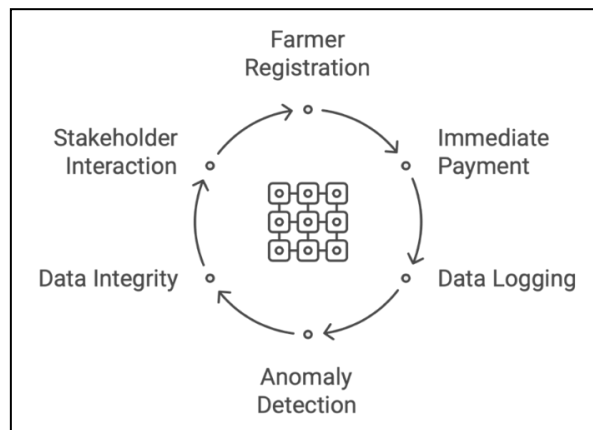 Farmer
Registration
Immediate
Payment
Data Logging
Anomaly
Detection
Data Integrity
Stakeholder
Interaction